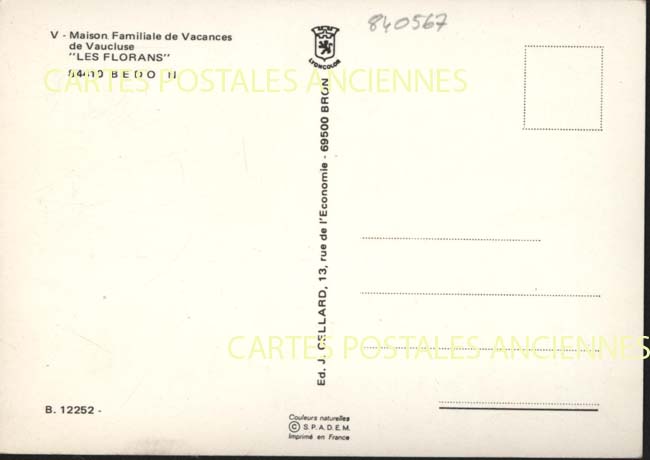 V - Maison Familiale de Vacances
de Vaucluse
"LES FLORANS"
84410 BEDOIN
CARTES POSTALES ANCIENNES
LYONCOLOR
840567
Ed. J. CELLARD, 13, rue de l'Economie - 69500 BRON
CARTES POSTALES ANCIENNES
B. 12252 -
Couleurs naturelles
© S.P.A.D.E.M.
Imprimé en France